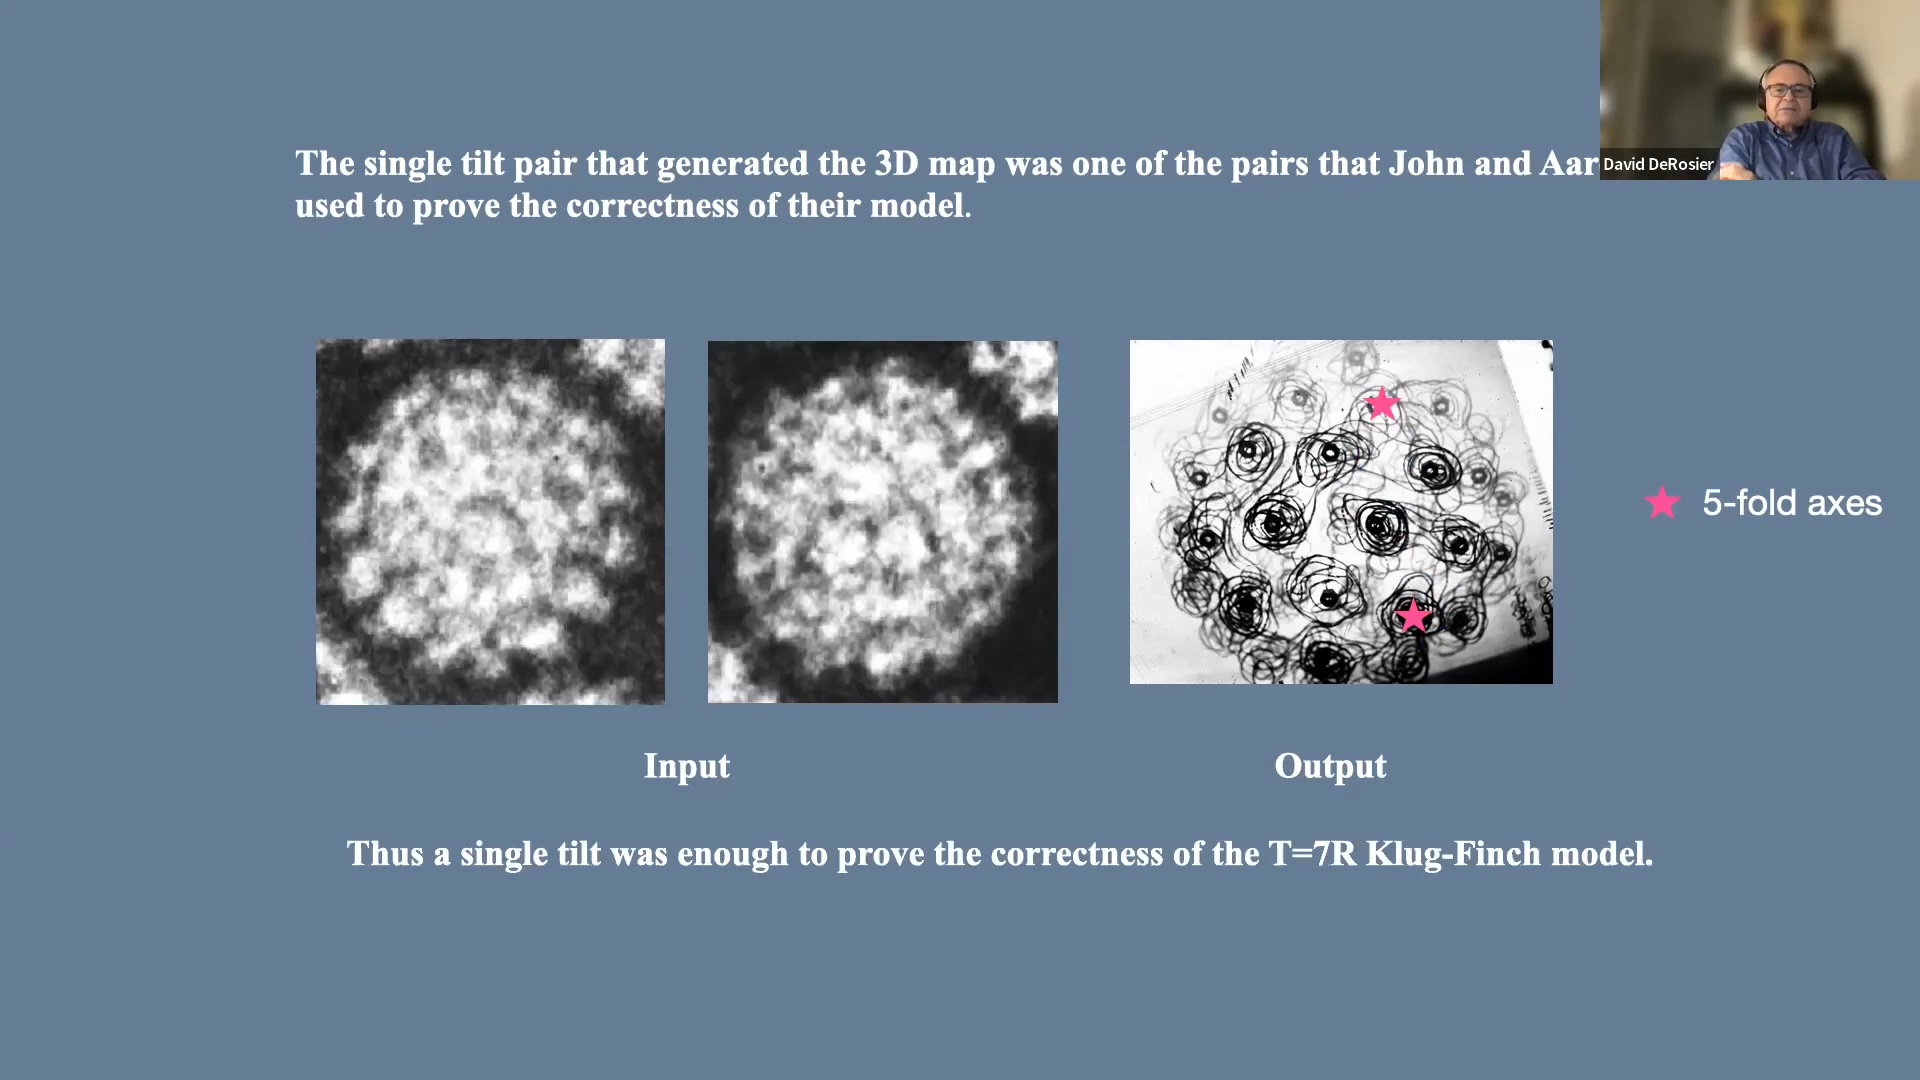 The single tilt pair that generated the 3D map was one of the pairs that John and Aar
used to prove the correctness of their model.
David DeRosier
5-fold axes
Input
Output
Thus a single tilt was enough to prove the correctness of the T=7R Klug-Finch model.